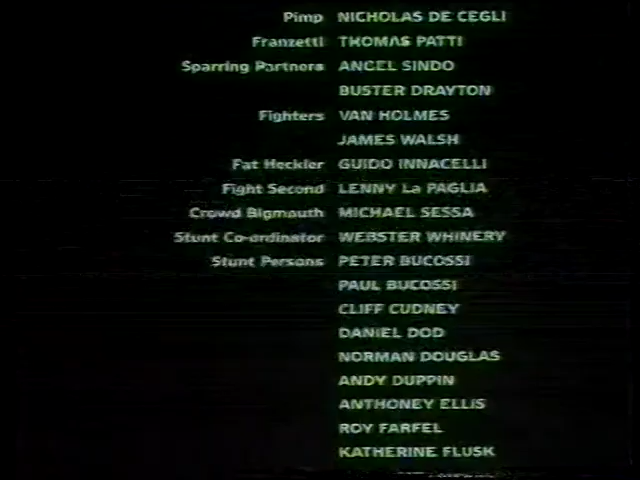 Pimp NICHOLAS DE CEGLI
Franzetti THOMAS PATTI
Sparring Partners ANGEL SINDO
BUSTER DRAYTON
Fighters VAN HOLMES
JAMES WALSH
Fat Heckler GUIDO INNACELLI
Fight Second LENNY La PAGLIA
Crowd Bigmouth MICHAEL SESSA
Stunt Co-ordinator WEBSTER WHINERY
Stunt Persons PETER BUCOSSI
PAUL BUCOSSI
CLIFF CUDNEY
DANIEL DOD
NORMAN DOUGLAS
ANDY DUPPIN
ANTHONEY ELLIS
ROY FARFEL
KATHERINE FLUSK